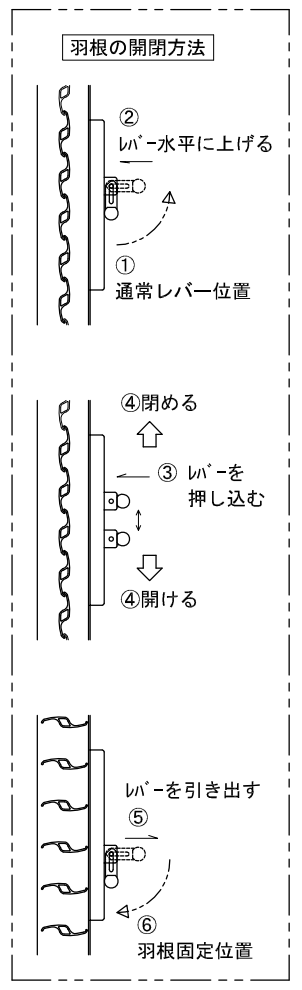 羽根の開閉方法
②
ﾚﾊﾞｰ水平に上げる
①
通常レバー位置
④閉める
③ ﾚﾊﾞｰを
押し込む
④開ける
ﾚﾊﾞｰを引き出す
⑤
⑥
羽根固定位置